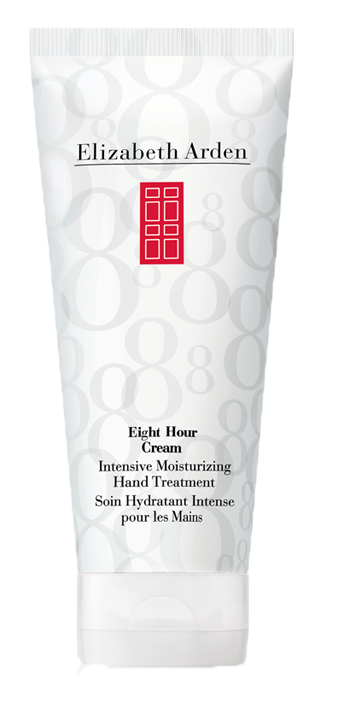 Elizabeth Arden
Eight Hour
Cream
Intensive Moisturizing
Hand Treatment
Soin Hydratant Intense
pour les Mains